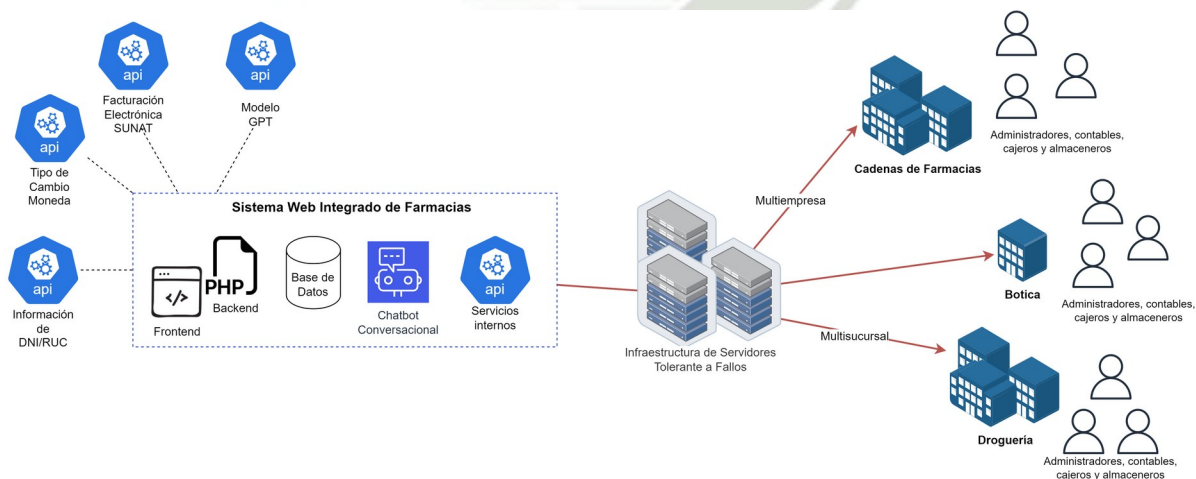 api
Facturación
Electrónica
SUNAT
api
Modelo
GPT
api
Tipo de
Cambio
Moneda
api
Información
de
DNI/RUC
Sistema Web Integrado de Farmacias
Frontend
PHP
Backend
Base de
Datos
Chatbot
Conversacional
api
Servicios
internos
Infraestructura de Servidores
Tolerante a Fallos
Multiempresa
Multisucursal
Cadenas de Farmacias
Administradores, contables,
cajeros y almaceneros
Botica
Administradores, contables,
cajeros y almaceneros
Droguería
Administradores, contables,
cajeros y almaceneros